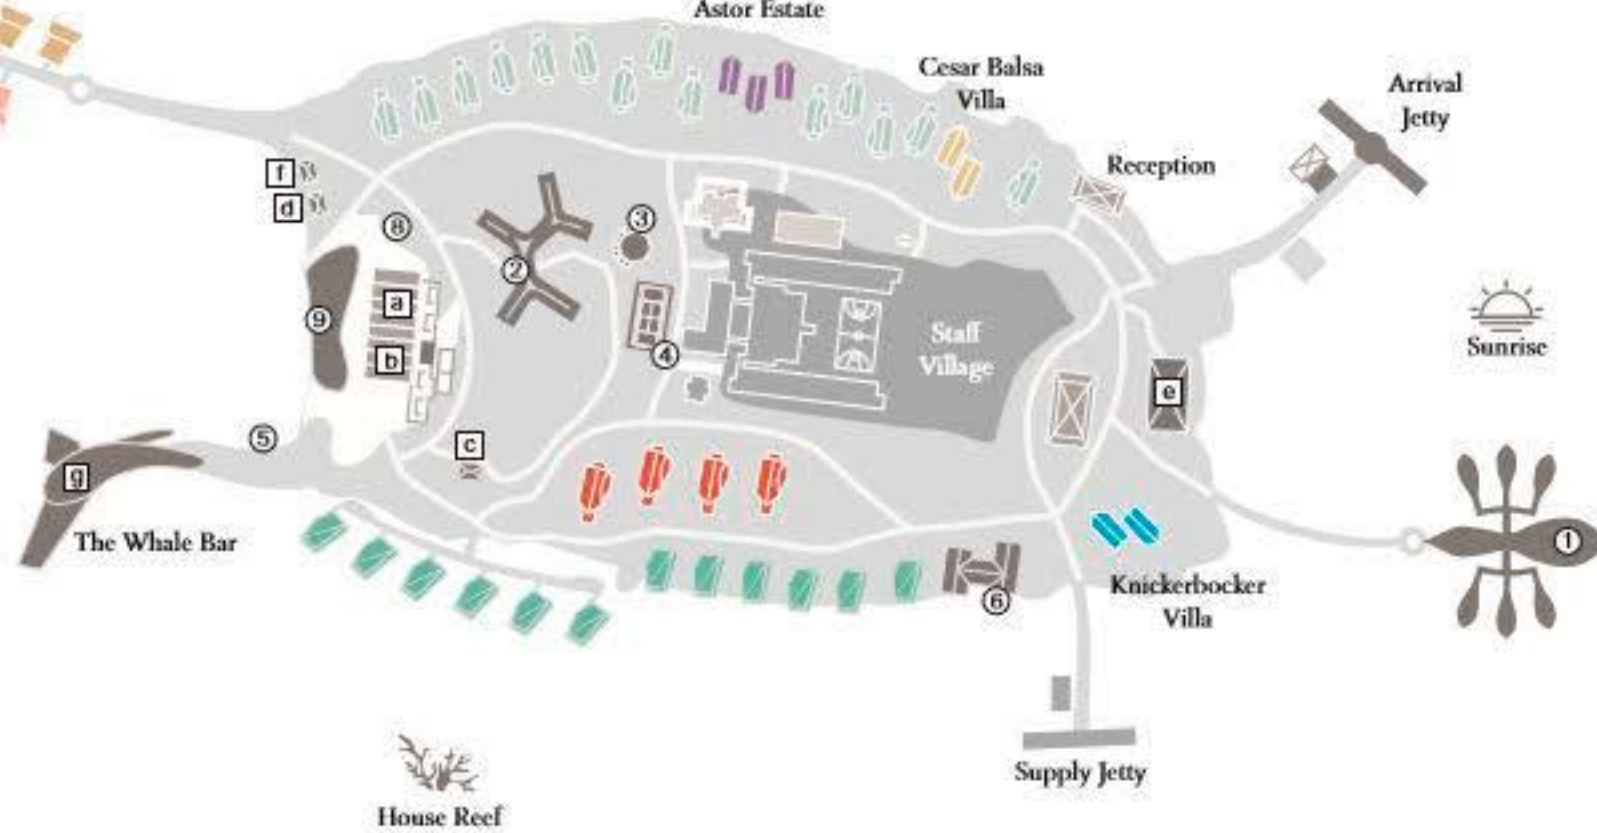 Astor Estate
Cesar Balsa
Villa
Arrival
Jetty
Reception
f
d
8
3
2
a
9
b
4
Staff
Village
e
Sunrise
5
c
g
The Whale Bar
1
Knickerbocker
Villa
6
Supply Jetty
House Reef